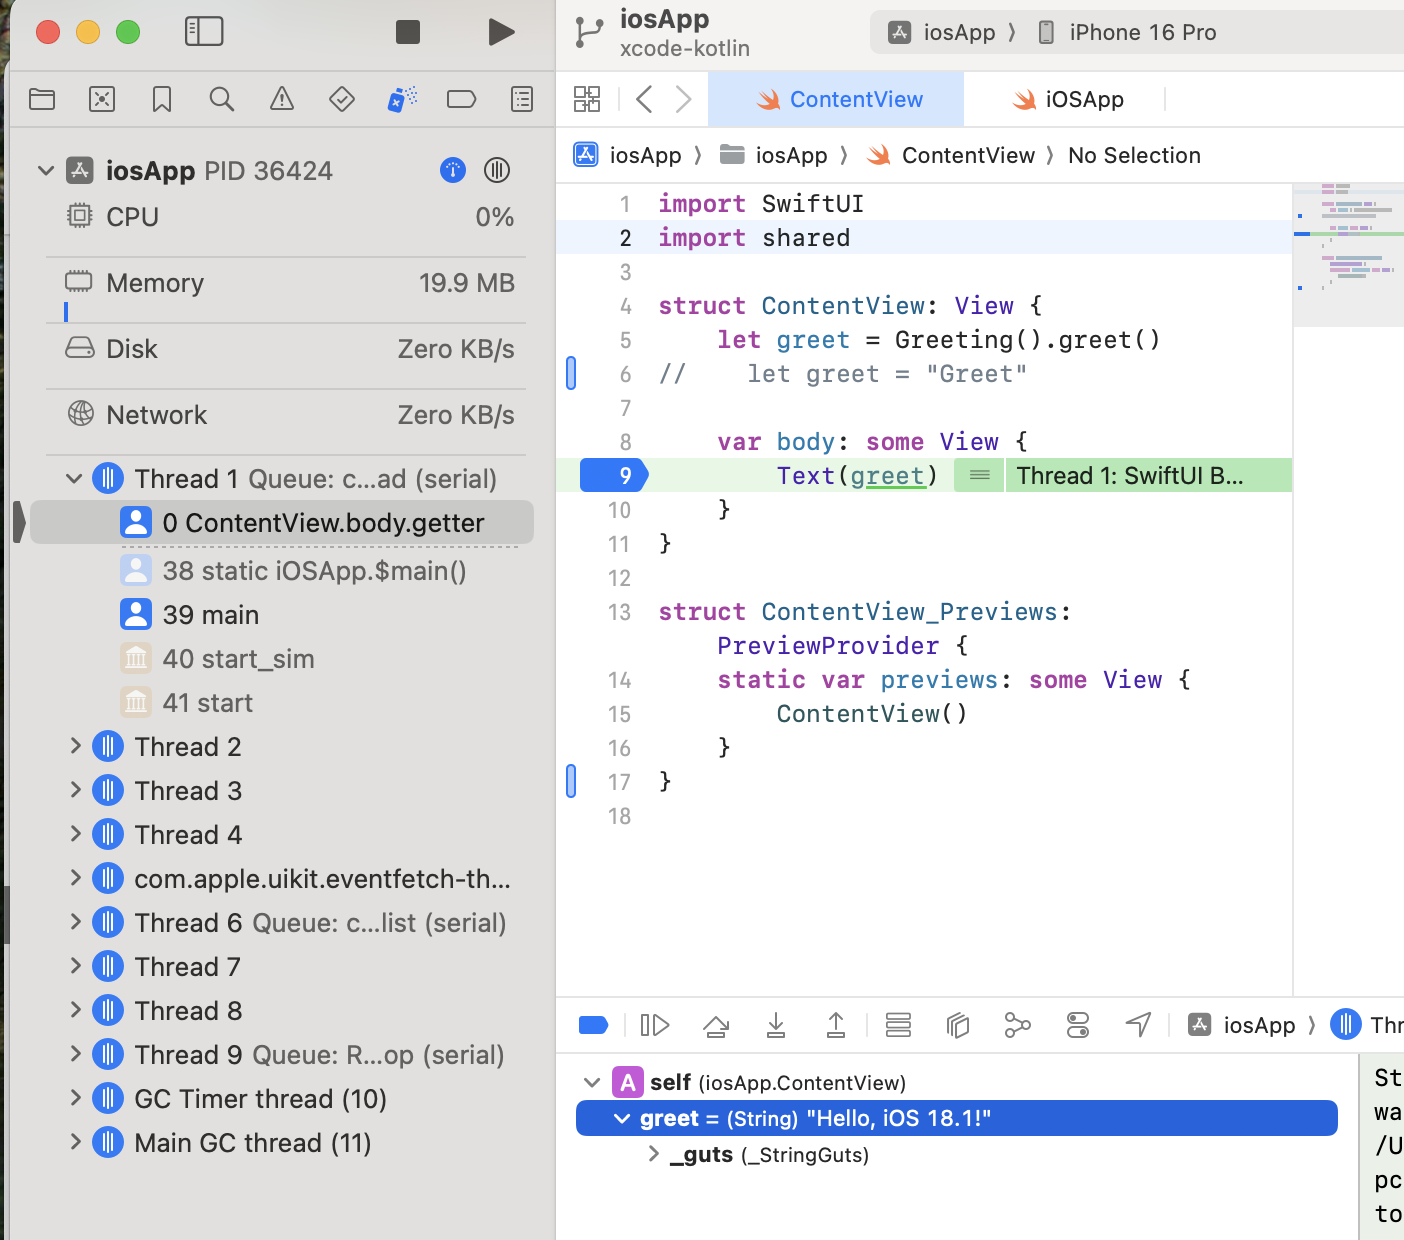 iosApp
xcode-kotlin
iosApp 〉 iPhone 16 Pro
ContentView
iOSApp
iosApp 〉 iosApp 〉 ContentView 〉 No Selection
iosApp PID 36424
CPU 0%
Memory 19.9 MB
Disk Zero KB/s
Network Zero KB/s
Thread 1 Queue: c...ad (serial)
0 ContentView.body.getter
38 static iOSApp.$main()
39 main
40 start_sim
41 start
Thread 2
Thread 3
Thread 4
com.apple.uikit.eventfetch-th...
Thread 6 Queue: c...list (serial)
Thread 7
Thread 8
Thread 9 Queue: R...op (serial)
GC Timer thread (10)
Main GC thread (11)
1 import SwiftUI
2 import shared
3
4 struct ContentView: View {
5 let greet = Greeting().greet()
6 // let greet = "Greet"
7
8 var body: some View {
9 Text(greet) Thread 1: SwiftUI B...
10 }
11 }
12
13 struct ContentView_Previews:
PreviewProvider {
14 static var previews: some View {
15 ContentView()
16 }
17 }
18
iosApp 〉 Thr
A self (iosApp.ContentView)
greet = (String) "Hello, iOS 18.1!"
_guts (_StringGuts)
St
wa
/U
pc
to